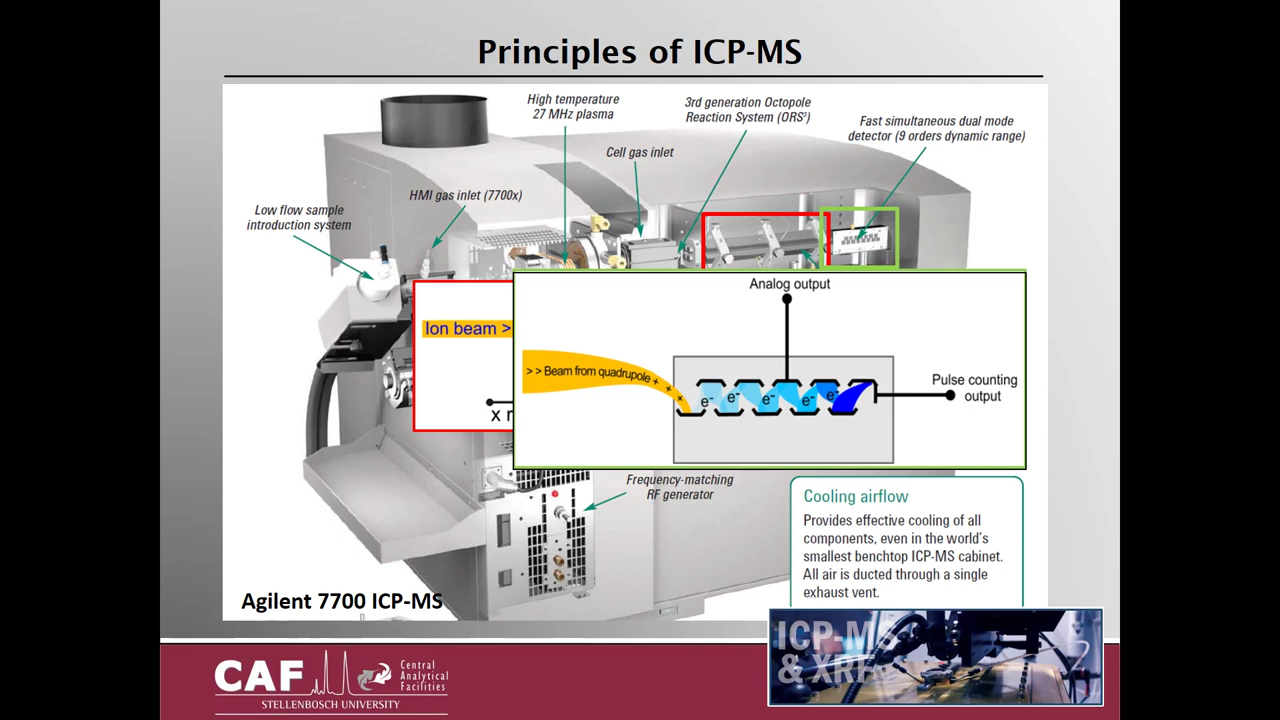 Principles of ICP-MS
High temperature
27 MHz plasma
3rd generation Octopole
Reaction System (ORS³)
Fast simultaneous dual mode
detector (9 orders dynamic range)
Cell gas inlet
HMI gas inlet (7700x)
Low flow sample
introduction system
Analog output
Ion beam >
> > Beam from quadrupole + + +
e- e- e- e- e-
Pulse counting
output
x r
Frequency-matching
RF generator
Cooling airflow
Provides effective cooling of all
components, even in the world's
smallest benchtop ICP-MS cabinet.
All air is ducted through a single
exhaust vent.
Agilent 7700 ICP-MS
ICP-MS
& XRF
CAF
Central
Analytical
Facilities
STELLENBOSCH UNIVERSITY